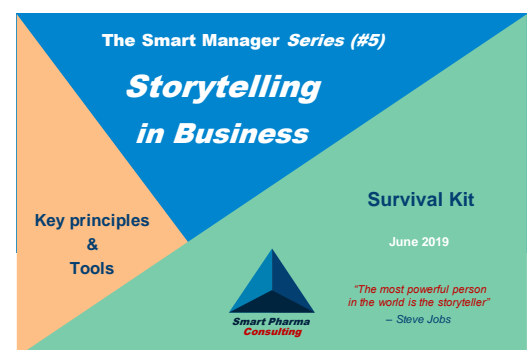 The Smart Manager Series (#5)
Storytelling
in Business
Key principles
&
Tools
Survival Kit
June 2019
“The most powerful person
in the world is the storyteller”
– Steve Jobs
Smart Pharma
Consulting